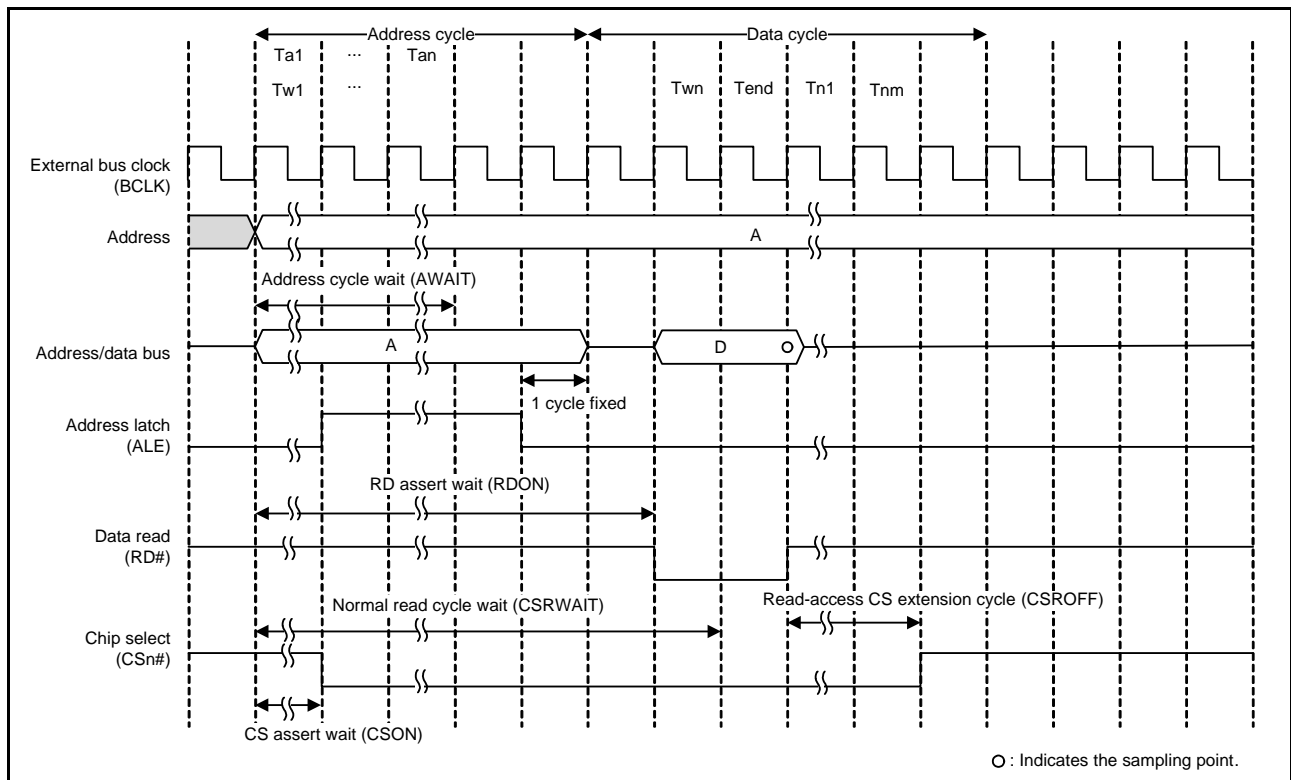 Address cycle Data cycle
Ta1 ... Tan
Tw1 ... Twn Tend Tn1 Tnm
External bus clock
(BCLK)
Address
A
Address cycle wait (AWAIT)
Address/data bus
A D
1 cycle fixed
Address latch
(ALE)
RD assert wait (RDON)
Data read
(RD#)
Normal read cycle wait (CSRWAIT)
Read-access CS extension cycle (CSROFF)
Chip select
(CSn#)
CS assert wait (CSON)
: Indicates the sampling point.